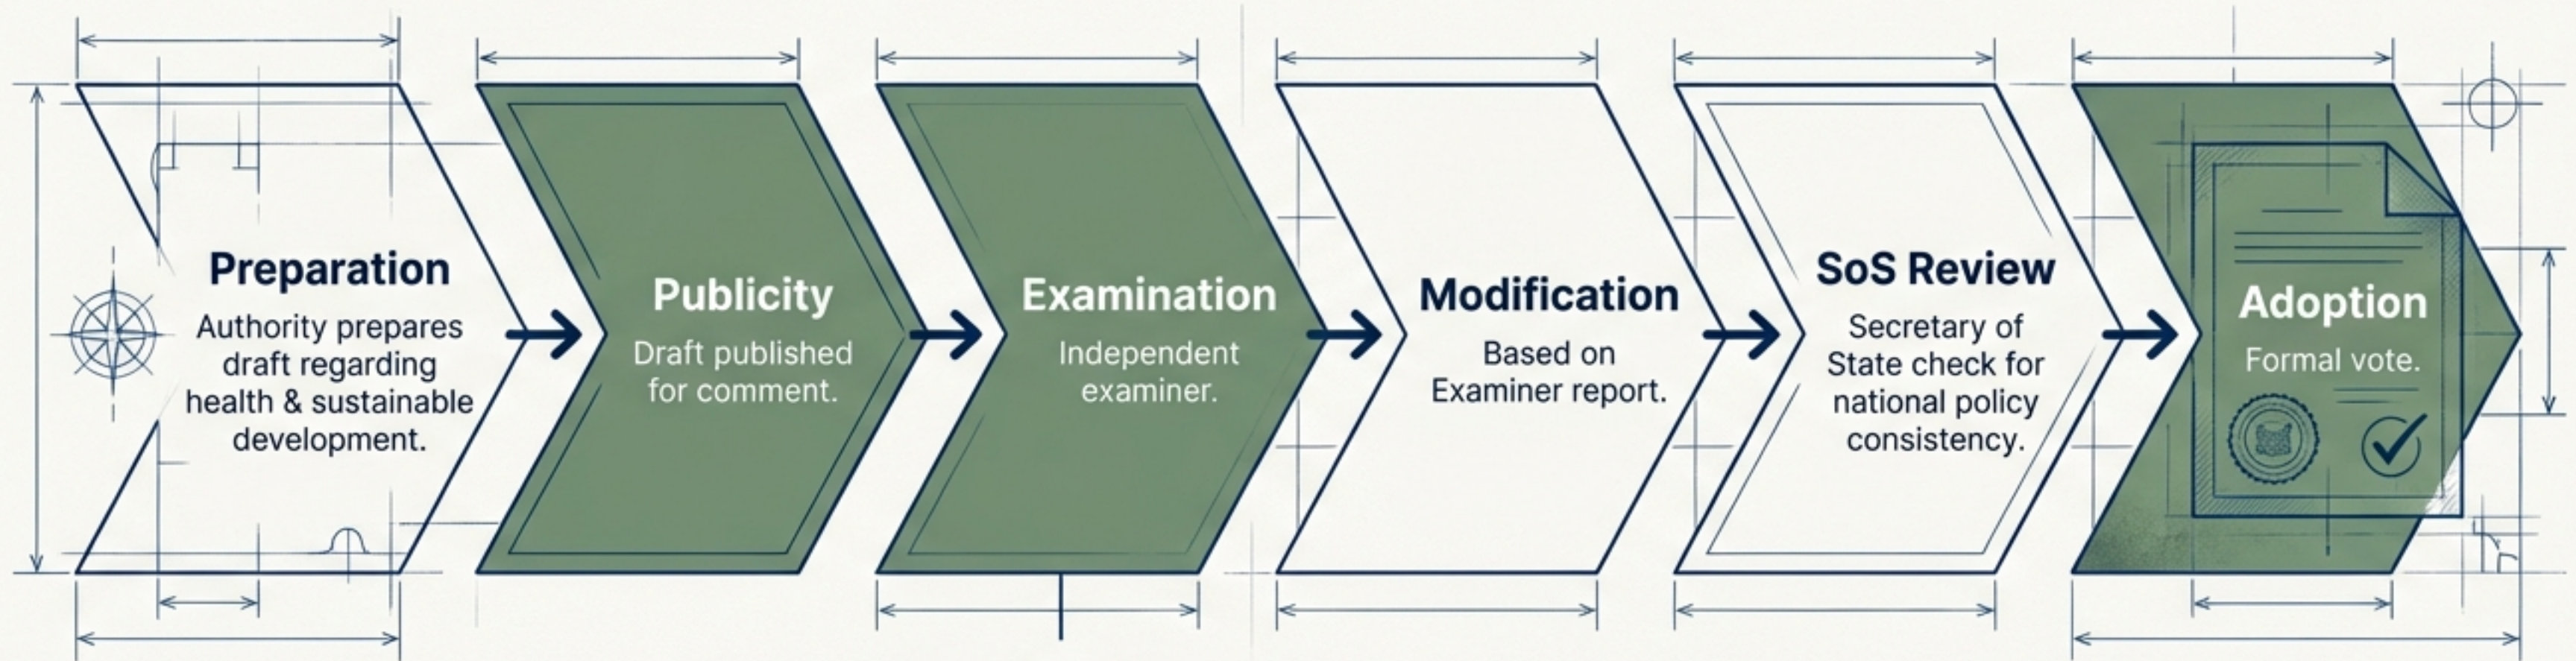 Preparation
Authority prepares
draft regarding
health & sustainable
development.
Publicity
Draft published
for comment.
Examination
Independent
examiner.
Modification
Based on
Examiner report.
SoS Review
Secretary of
State check for
national policy
consistency.
Adoption
Formal vote.